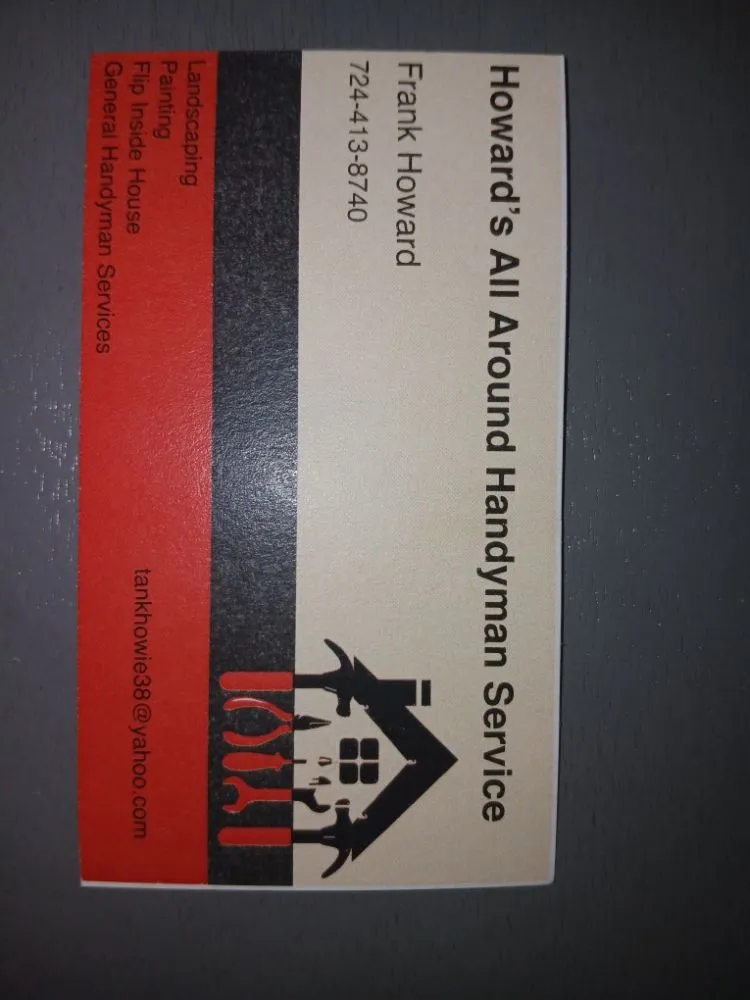 Howard's All Around Handyman Service
Frank Howard
724-413-8740
Landscaping
Painting
Flip Inside House
General Handyman Services
tankhowie38@yahoo.com